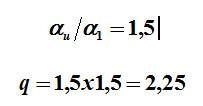 αu/α1 = 1,5
q = 1,5x1,5 = 2,25